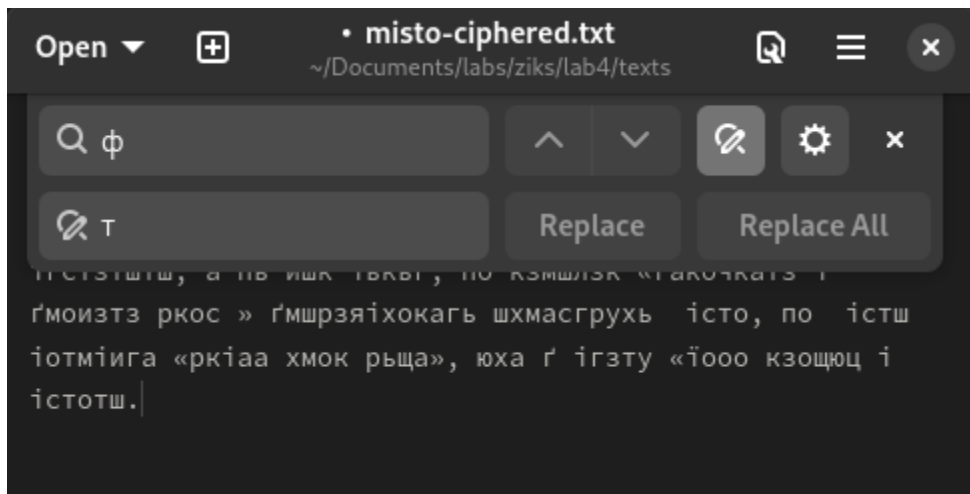 Open
• misto-ciphered.txt
~/Documents/labs/ziks/lab4/texts
ф
т
Replace
Replace All
ґмоизтз ркос » ґмшрзяіхокагь шхмасгрухь істо, по істш
іотміига «ркіаа хмок рьща», юха ґ ігзту «їооо кзощюц і
істотш.